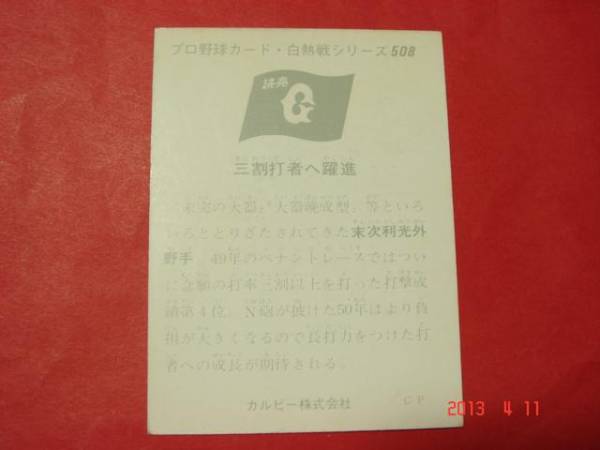 プロ野球カード・白熱戦シリーズ508
読売
G
三割打者へ躍進
「未完の大器」「大器晩成型」等といろ
いろととりざたされてきた末次利光外
野手。49年のペナントレースではつい
に念願の打率三割以上を打った打撃成
績第4位。N砲が抜けた50年はより負
担が大きくなるので長打力をつけた打
者への成長が期待される。
カルビー株式会社
C P
2013 4 11